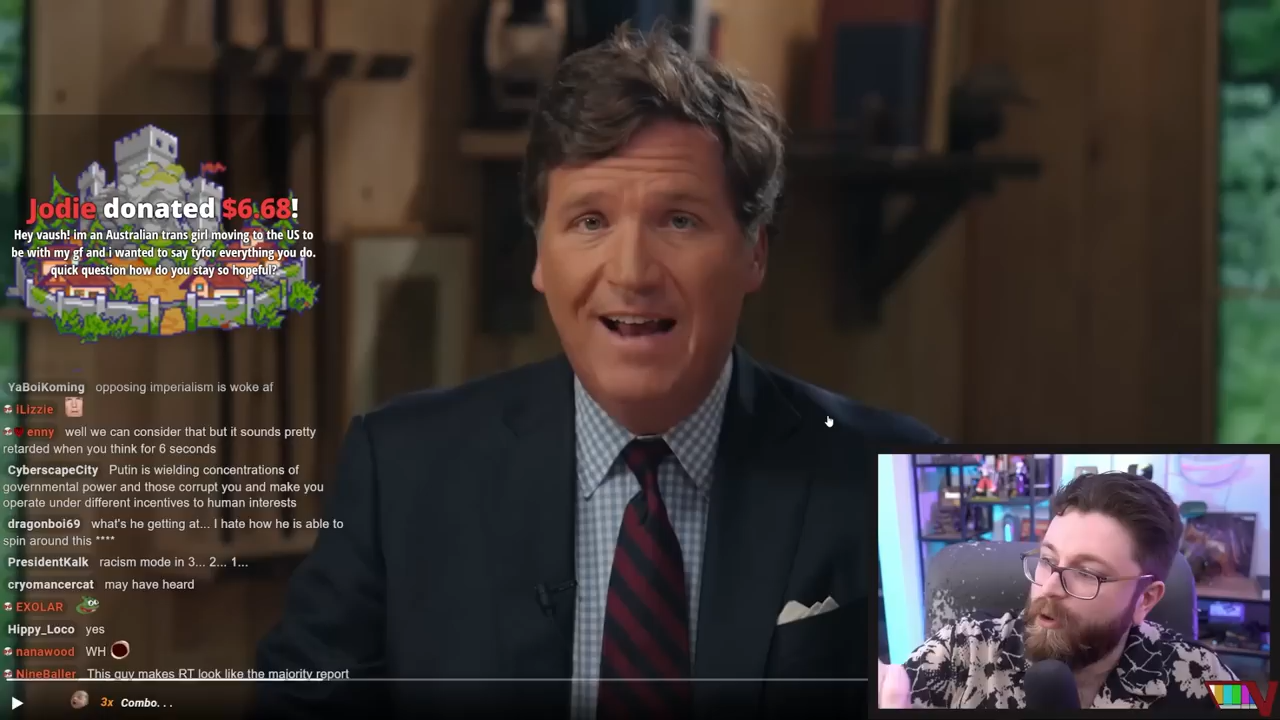 Jodie donated $6.68!
Hey vaush! im an Australian trans girl moving to the US to
be with my gf and i wanted to say tyfor everything you do.
quick question how do you stay so hopeful?
YaBoiKoming opposing imperialism is woke af
iLizzie
enny well we can consider that but it sounds pretty
retarded when you think for 6 seconds
CyberscapeCity Putin is wielding concentrations of
governmental power and those corrupt you and make you
operate under different incentives to human interests
dragonboi69 what's he getting at... I hate how he is able to
spin around this ****
PresidentKalk racism mode in 3... 2... 1...
cryomancercat may have heard
EXOLAR
Hippy_Loco yes
nanawood WH
NineBaller This guy makes RT look like the majority report
3x Combo. . .